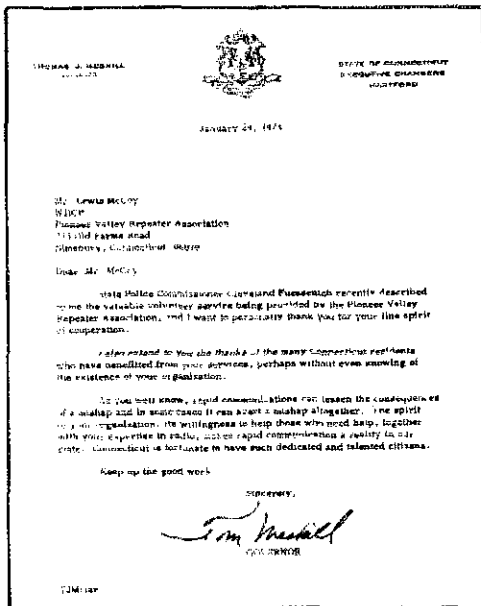 THOMAS J. MESKILL
STATE OF CONNECTICUT
EXECUTIVE CHAMBERS
HARTFORD
January 24, 1974
Mr. Lewis McCoy
Pioneer Valley Repeater Association
Farms Road
Simsbury, Connecticut
Dear Mr. McCoy
State Police Commissioner Cleveland Fuessenich recently described
to me the valuable volunteer service being provided by the Pioneer Valley
Repeater Association, and I want to personally thank you for your fine spirit
of cooperation.
I also extend to you the thanks of the many Connecticut residents
who have benefitted from your services, perhaps without even knowing of
the existence of your organization.
As you well know, rapid communications can lessen the consequences
of a mishap and in some cases it can avert a mishap altogether. The spirit
of your organization, its willingness to help those who need help, together
with your expertise in radio, makes rapid communication a reality in our
state. Connecticut is fortunate to have such dedicated and talented citizens.
Keep up the good work
Sincerely,
Tom Meskill
GOVERNOR